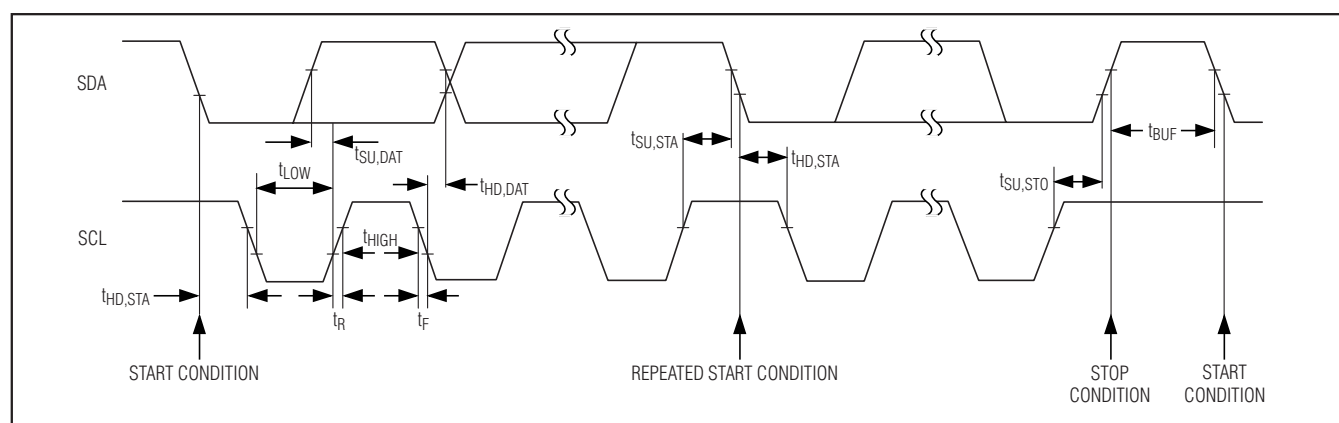 SDA
tSU,DAT
tLOW
tHD,DAT
tSU,STA
tHD,STA
tBUF
tSU,STO
SCL
tHIGH
tHD,STA
tR
tF
START CONDITION
REPEATED START CONDITION
STOP
CONDITION
START
CONDITION